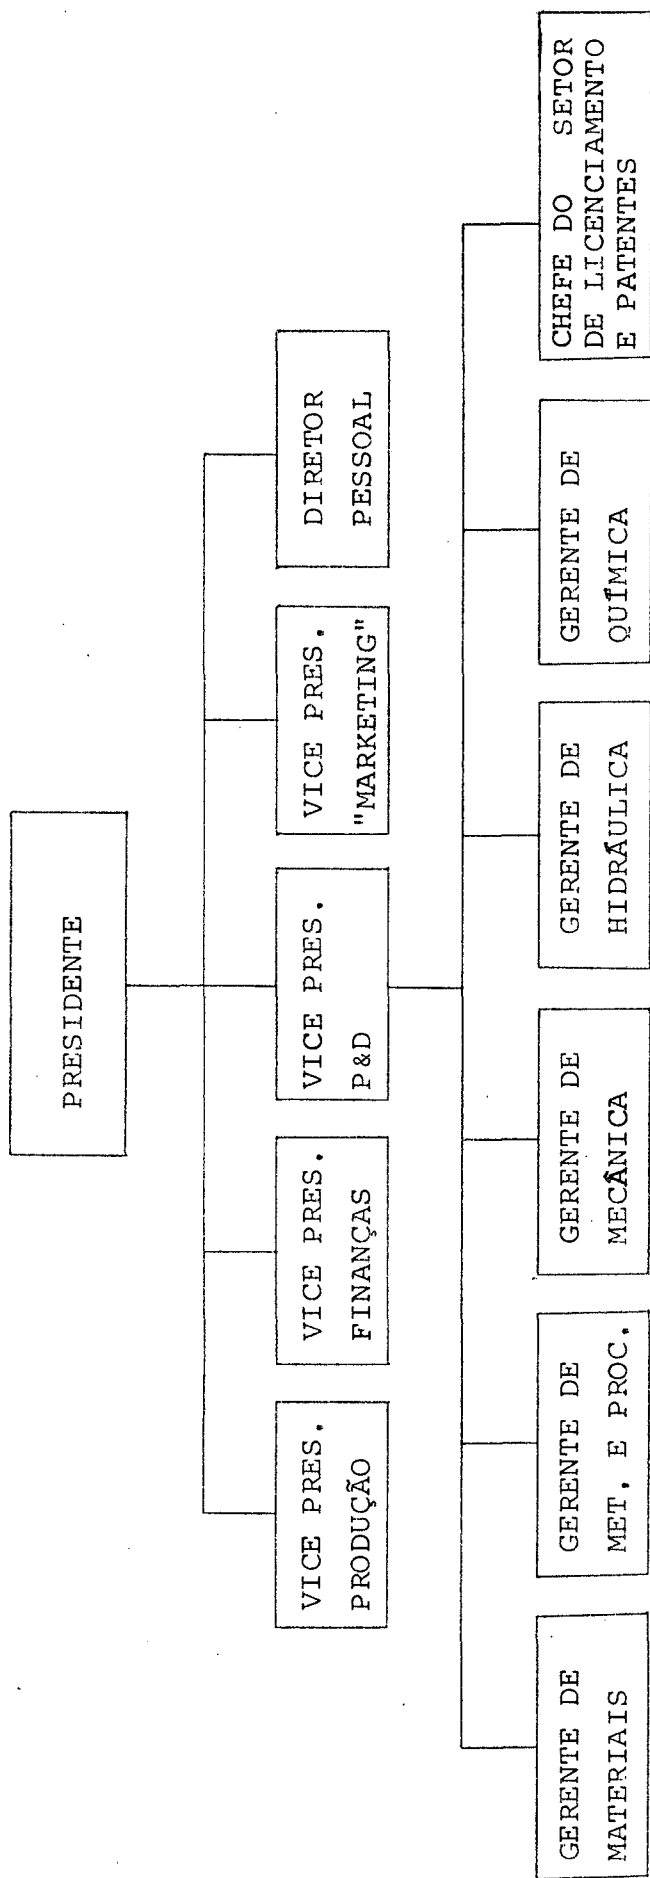 PRESIDENTE
VICE PRES.
PRODUÇÃO
VICE PRES.
FINANÇAS
VICE PRES.
P&D
VICE PRES.
"MARKETING"
DIRETOR
PESSOAL
GERENTE DE
MATERIAIS
GERENTE DE
MET. E PROC.
GERENTE DE
MECÂNICA
GERENTE DE
HIDRÁULICA
GERENTE DE
QUÍMICA
CHEFE DO SETOR
DE LICENCIAMENTO
E PATENTES